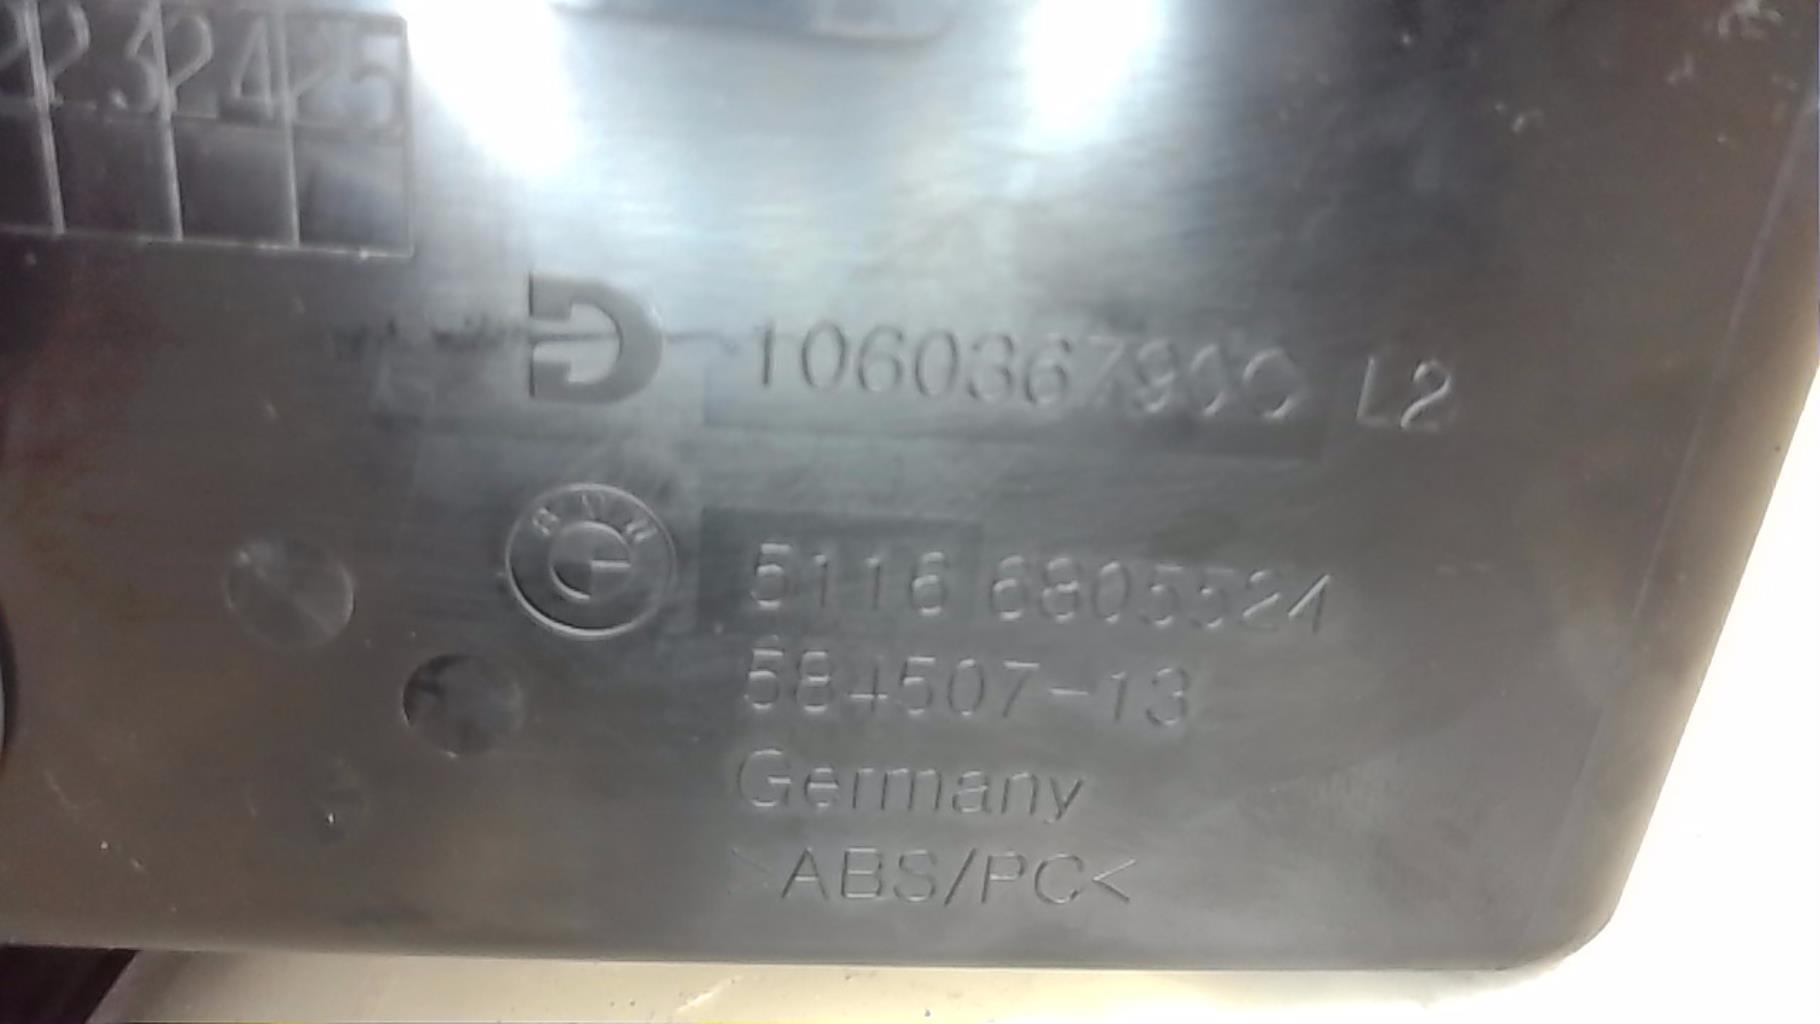 22 23 24 25
1060367900 L2
BMW
5116 6805524
584507-13
Germany
>ABS/PC<